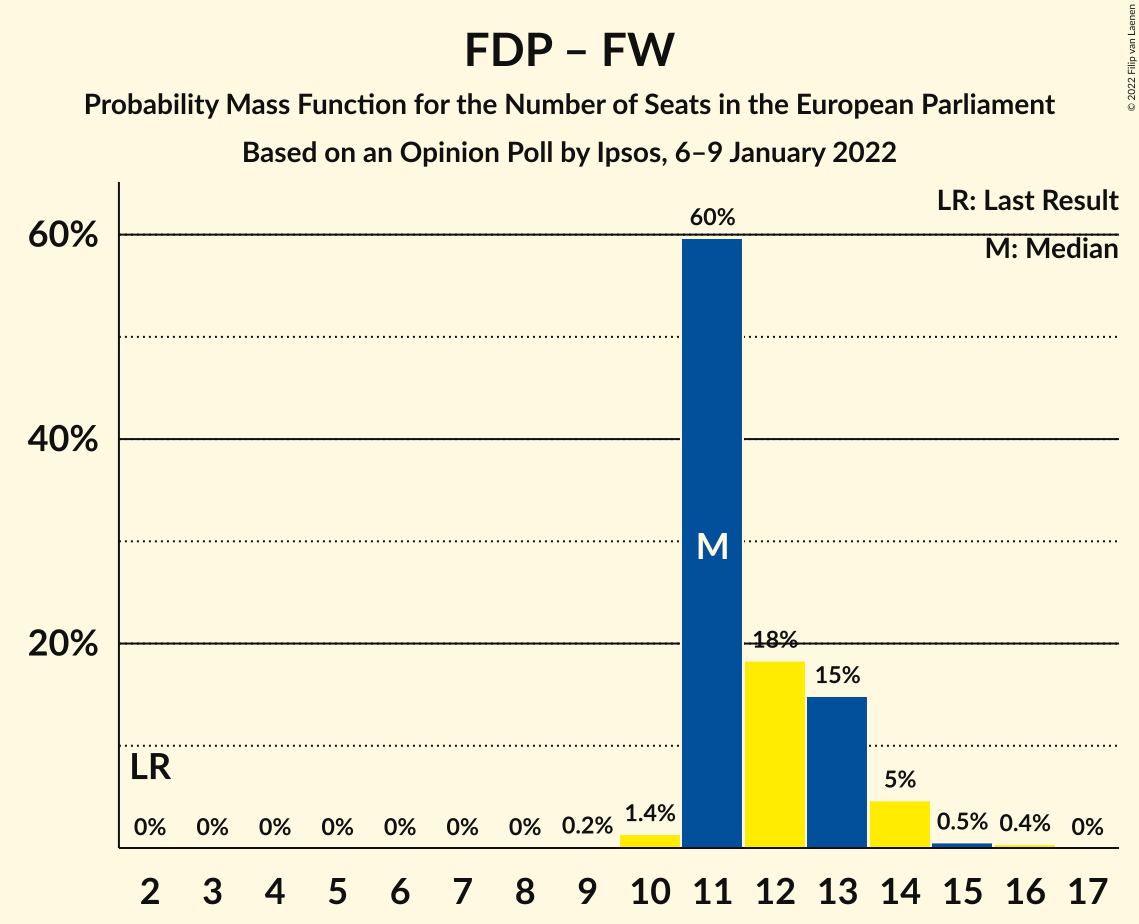 FDP – FW
Probability Mass Function for the Number of Seats in the European Parliament
Based on an Opinion Poll by Ipsos, 6–9 January 2022
© 2022 Filip van Laenen
LR: Last Result
M: Median
60%
40%
20%
LR
M
0%
0%
0%
0%
0%
0%
0%
0.2%
1.4%
60%
18%
15%
5%
0.5%
0.4%
0%
2 3 4 5 6 7 8 9 10 11 12 13 14 15 16 17